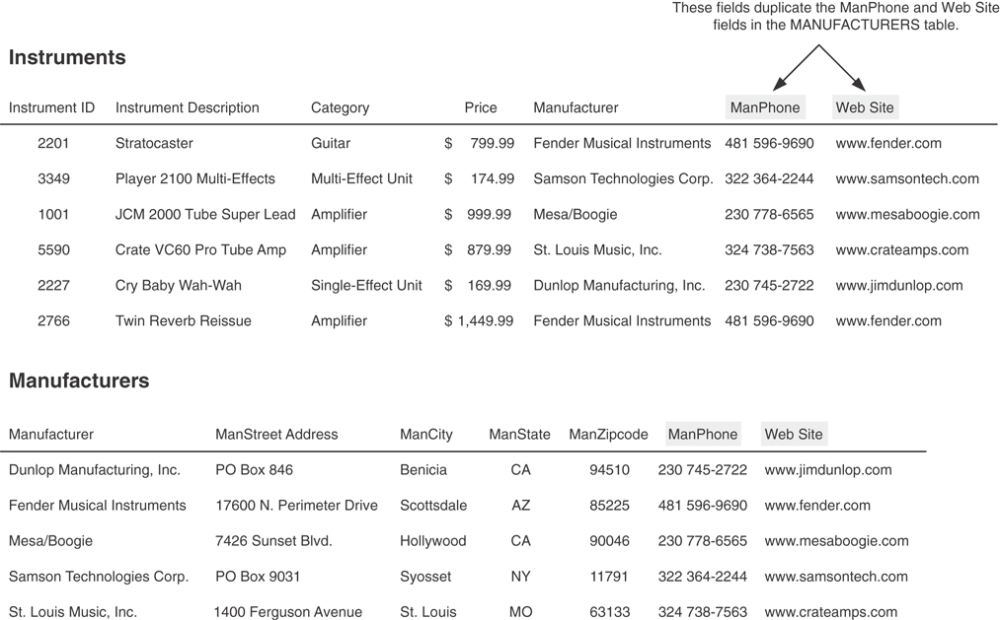 These fields duplicate the ManPhone and Web Site
fields in the MANUFACTURERS table.
Instruments
Instrument ID Instrument Description Category Price Manufacturer ManPhone Web Site
2201 Stratocaster Guitar $ 799.99 Fender Musical Instruments 481 596-9690 www.fender.com
3349 Player 2100 Multi-Effects Multi-Effect Unit $ 174.99 Samson Technologies Corp. 322 364-2244 www.samsontech.com
1001 JCM 2000 Tube Super Lead Amplifier $ 999.99 Mesa/Boogie 230 778-6565 www.mesaboogie.com
5590 Crate VC60 Pro Tube Amp Amplifier $ 879.99 St. Louis Music, Inc. 324 738-7563 www.crateamps.com
2227 Cry Baby Wah-Wah Single-Effect Unit $ 169.99 Dunlop Manufacturing, Inc. 230 745-2722 www.jimdunlop.com
2766 Twin Reverb Reissue Amplifier $ 1,449.99 Fender Musical Instruments 481 596-9690 www.fender.com
Manufacturers
Manufacturer ManStreet Address ManCity ManState ManZipcode ManPhone Web Site
Dunlop Manufacturing, Inc. PO Box 846 Benicia CA 94510 230 745-2722 www.jimdunlop.com
Fender Musical Instruments 17600 N. Perimeter Drive Scottsdale AZ 85225 481 596-9690 www.fender.com
Mesa/Boogie 7426 Sunset Blvd. Hollywood CA 90046 230 778-6565 www.mesaboogie.com
Samson Technologies Corp. PO Box 9031 Syosset NY 11791 322 364-2244 www.samsontech.com
St. Louis Music, Inc. 1400 Ferguson Avenue St. Louis MO 63133 324 738-7563 www.crateamps.com